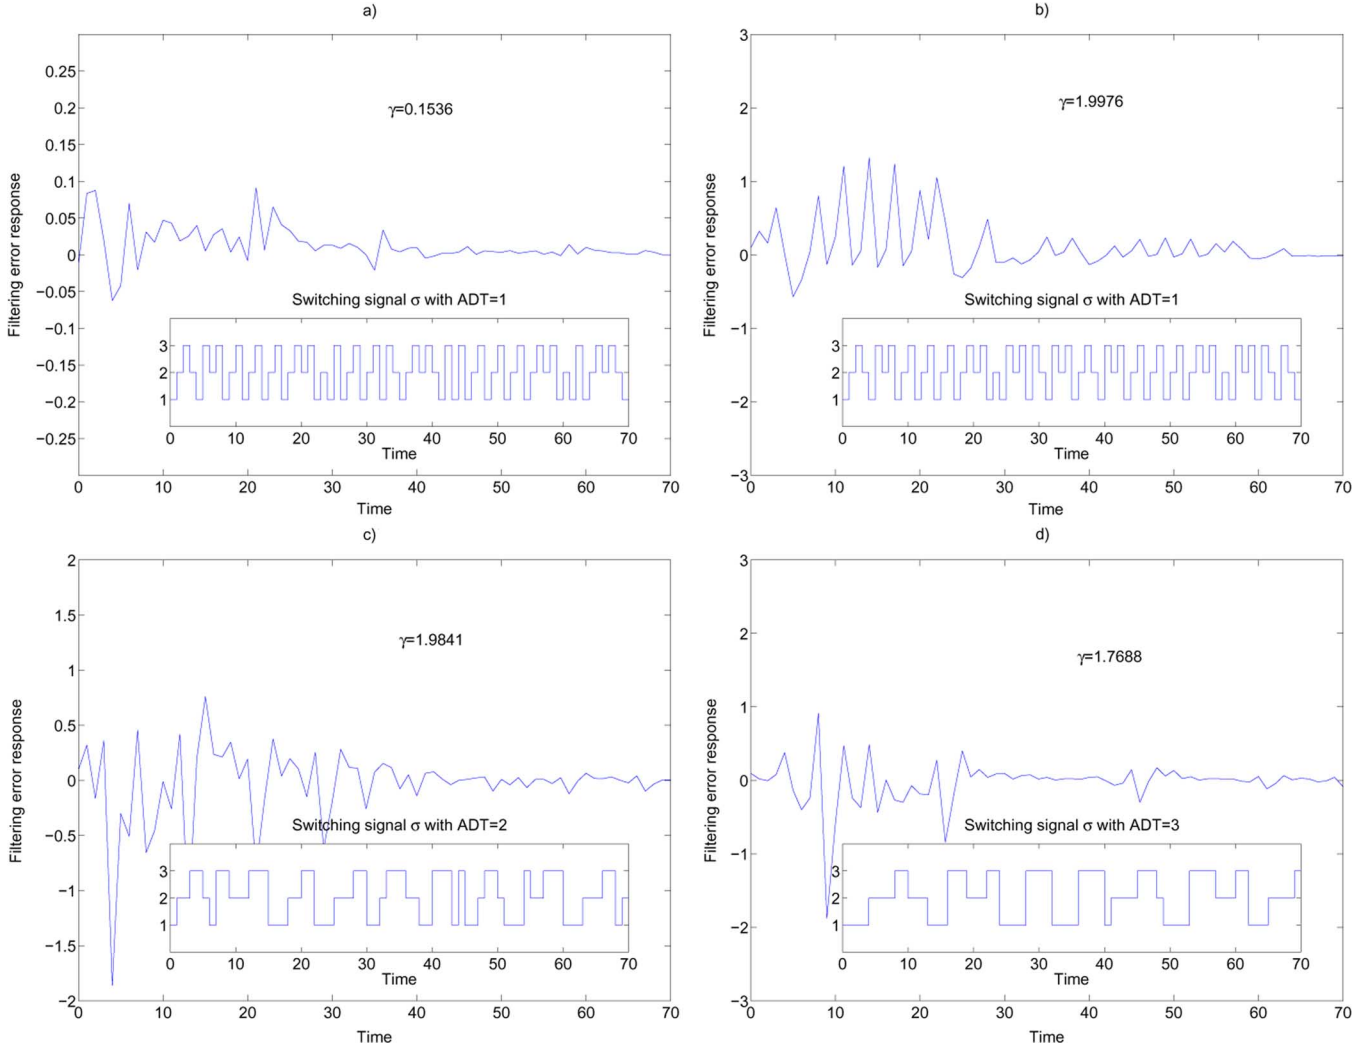 a)
0.25
0.2
0.15
0.1
0.05
0
−0.05
−0.1
−0.15
−0.2
−0.25
Filtering error response
γ=0.1536
Switching signal σ with ADT=1
3
2
1
0 10 20 30 40 50 60 70
Time
0 10 20 30 40 50 60 70
Time
b)
3
2
1
0
−1
−2
−3
Filtering error response
γ=1.9976
Switching signal σ with ADT=1
3
2
1
0 10 20 30 40 50 60 70
Time
0 10 20 30 40 50 60 70
Time
c)
2
1.5
1
0.5
0
−0.5
−1
−1.5
−2
Filtering error response
γ=1.9841
Switching signal σ with ADT=2
3
2
1
0 10 20 30 40 50 60 70
Time
0 10 20 30 40 50 60 70
Time
d)
3
2
1
0
−1
−2
−3
Filtering error response
γ=1.7688
Switching signal σ with ADT=3
3
2
1
0 10 20 30 40 50 60 70
Time
0 10 20 30 40 50 60 70
Time